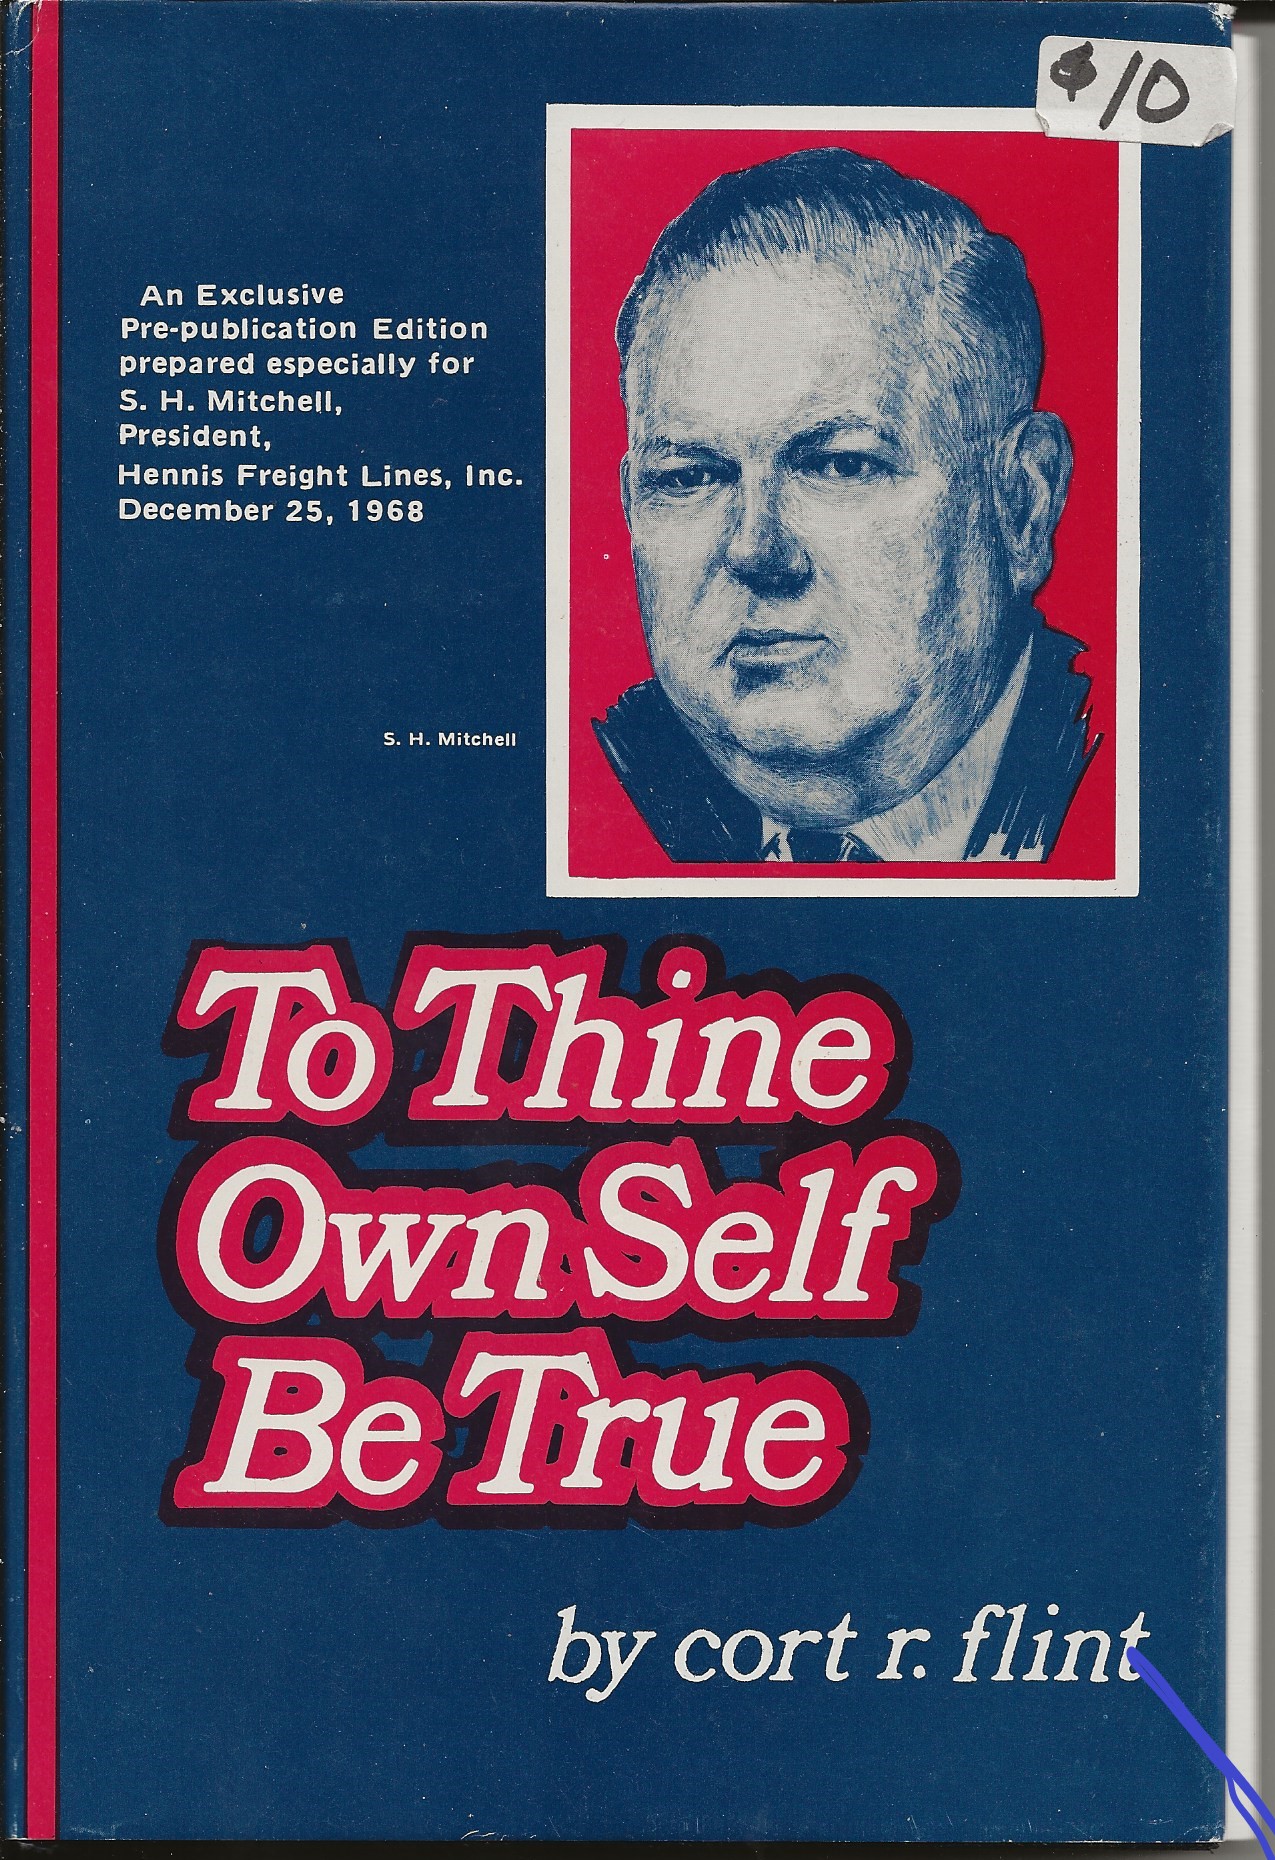 $10
An Exclusive
Pre-publication Edition
prepared especially for
S. H. Mitchell,
President,
Hennis Freight Lines, Inc.
December 25, 1968
S. H. Mitchell
To Thine
Own Self
Be True
by cort r. flint